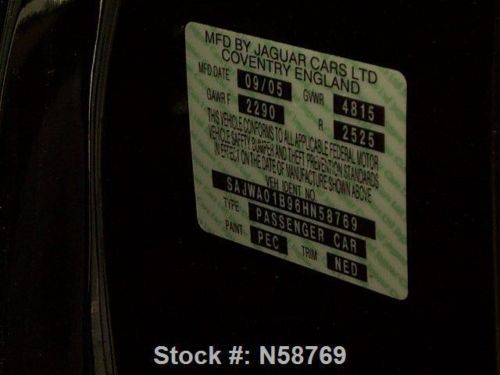 MFD BY JAGUAR CARS LTD
COVENTRY ENGLAND
MFD DATE 09/05 GVWR 4815
GAWR F 2290 R 2525
THIS VEHICLE CONFORMS TO ALL APPLICABLE FEDERAL MOTOR
VEHICLE SAFETY BUMPER AND THEFT PREVENTION STANDARDS
IN EFFECT ON THE DATE OF MANUFACTURE SHOWN ABOVE
VEH. IDENT. NO.
SAJWA01B96HN58769
TYPE PASSENGER CAR
PAINT PEC TRIM NED
Stock #: N58769